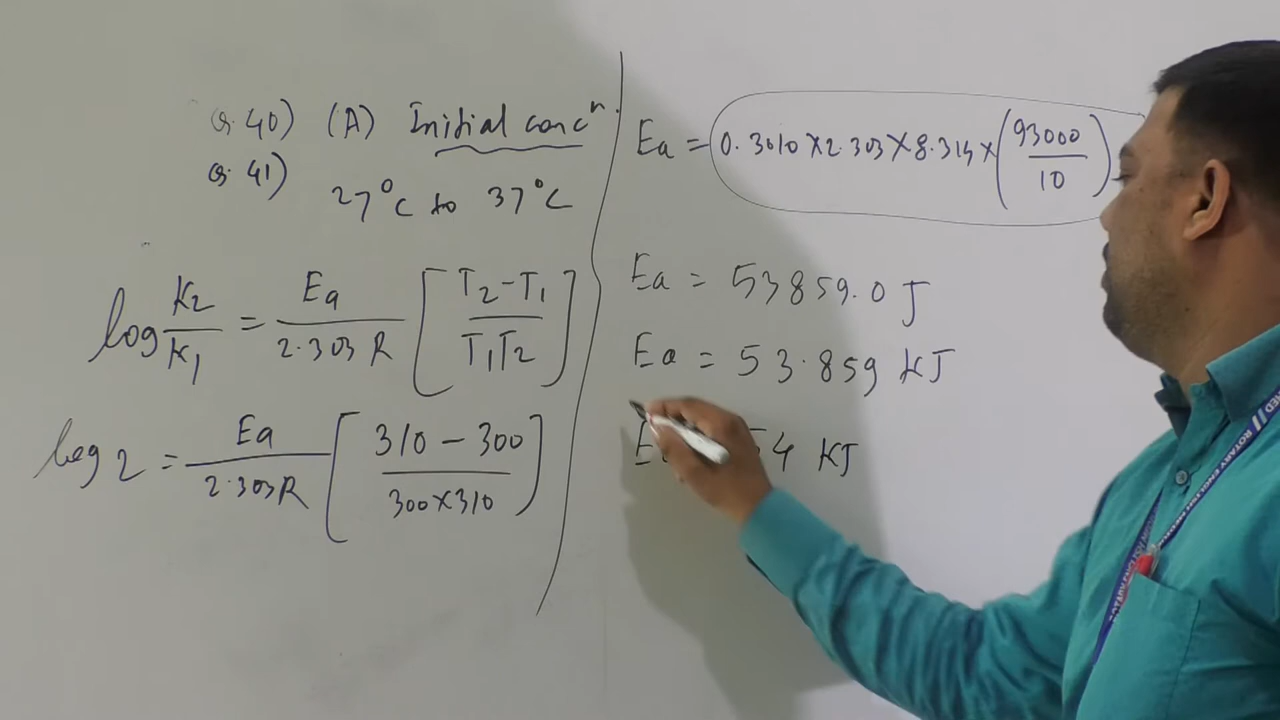 Q.40) (A) Initial concⁿ.
Q.41)
27°C to 37°C
log K2/K1 = Ea/2.303 R [T2-T1/T1T2]
log 2 = Ea/2.303R [310-300/300×310]
Ea = 0.3010×2.303×8.314×(93000/10)
Ea = 53859.0 J
Ea = 53.859 KJ
54 KJ
ROTARY ENGLISH